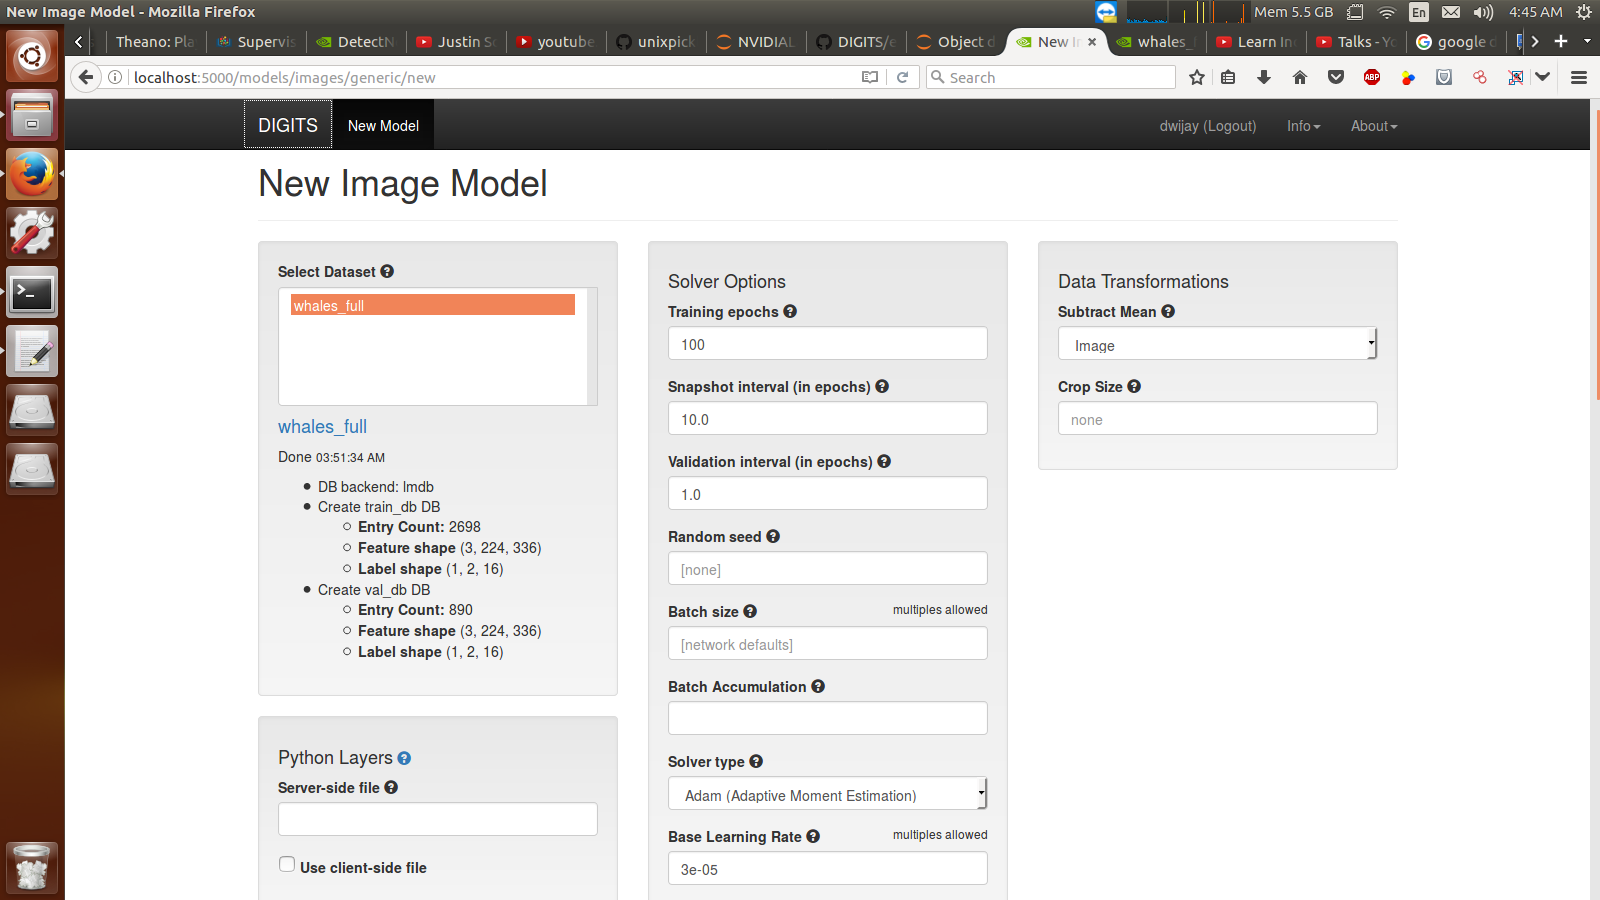 New Image Model - Mozilla Firefox
Mem 5.5 GB En 4:45 AM
Theano: Pla Supervis DetectN Justin So youtube unixpick NVIDIA DIGITS/e Object d New I whales_ Learn In Talks - Yo google d
localhost:5000/models/images/generic/new Search ABP
DIGITS New Model dwijay (Logout) Info About
New Image Model
Select Dataset
whales_full
whales_full
Done 03:51:34 AM
DB backend: lmdb
Create train_db DB
Entry Count: 2698
Feature shape (3, 224, 336)
Label shape (1, 2, 16)
Create val_db DB
Entry Count: 890
Feature shape (3, 224, 336)
Label shape (1, 2, 16)
Python Layers
Server-side file
Use client-side file
Solver Options
Training epochs
100
Snapshot interval (in epochs)
10.0
Validation interval (in epochs)
1.0
Random seed
[none]
Batch size multiples allowed
[network defaults]
Batch Accumulation
Solver type
Adam (Adaptive Moment Estimation)
Base Learning Rate multiples allowed
3e-05
Data Transformations
Subtract Mean
Image
Crop Size
none